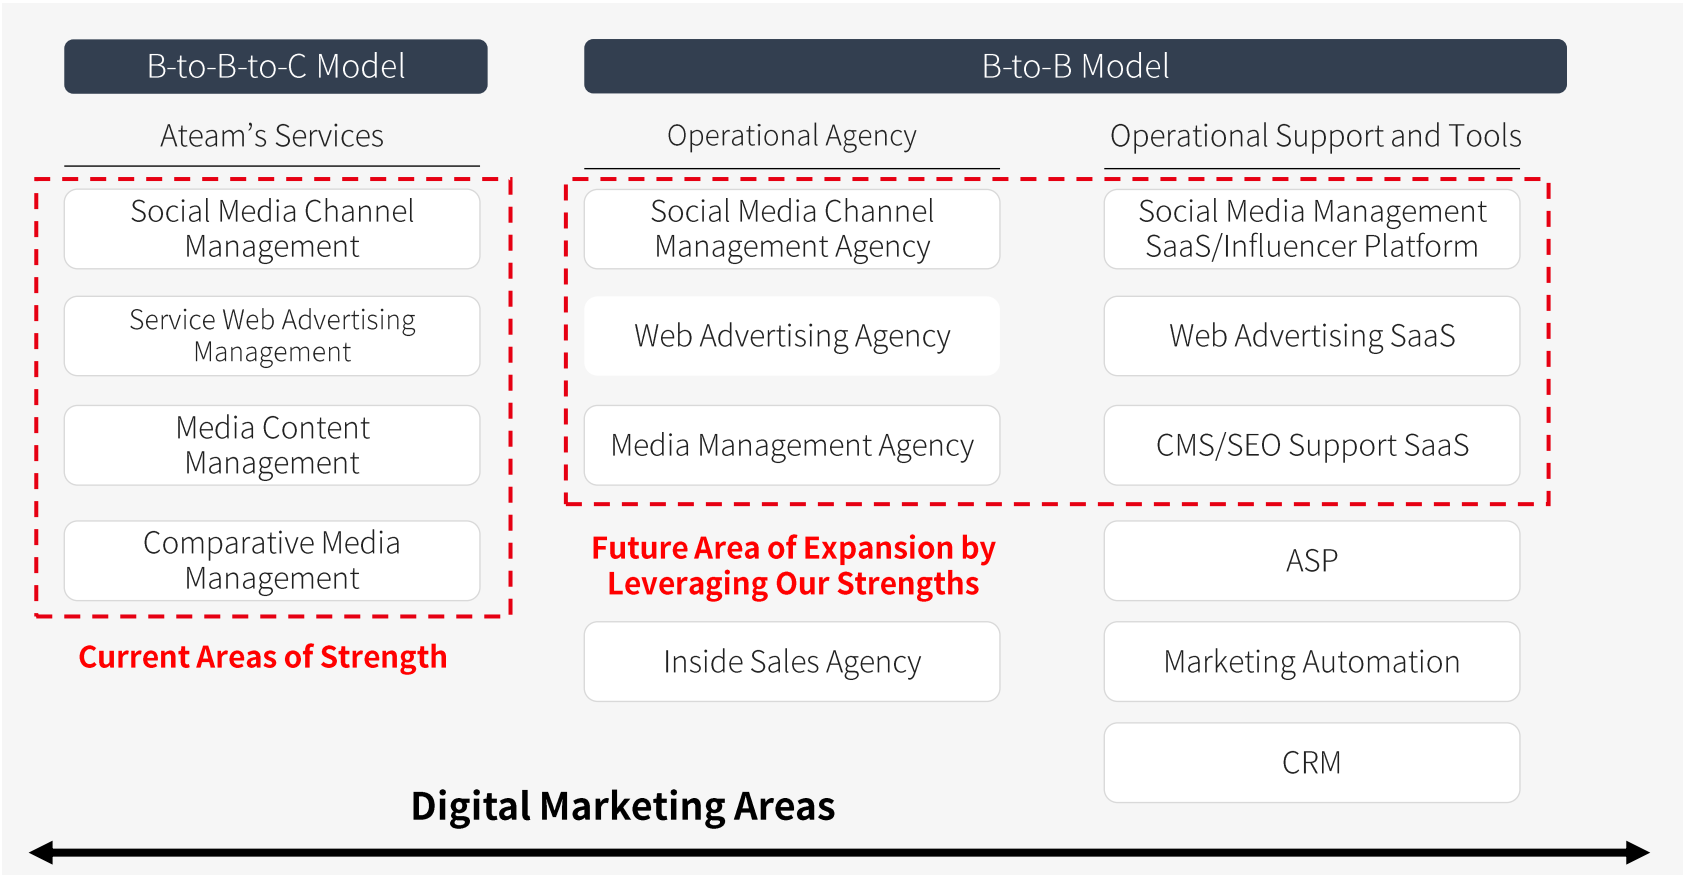 B-to-B-to-C Model
Ateam’s Services
Social Media Channel
Management
Service Web Advertising
Management
Media Content
Management
Comparative Media
Management
Current Areas of Strength
B-to-B Model
Operational Agency
Social Media Channel
Management Agency
Web Advertising Agency
Media Management Agency
Future Area of Expansion by
Leveraging Our Strengths
Inside Sales Agency
Operational Support and Tools
Social Media Management
SaaS/Influencer Platform
Web Advertising SaaS
CMS/SEO Support SaaS
ASP
Marketing Automation
CRM
Digital Marketing Areas